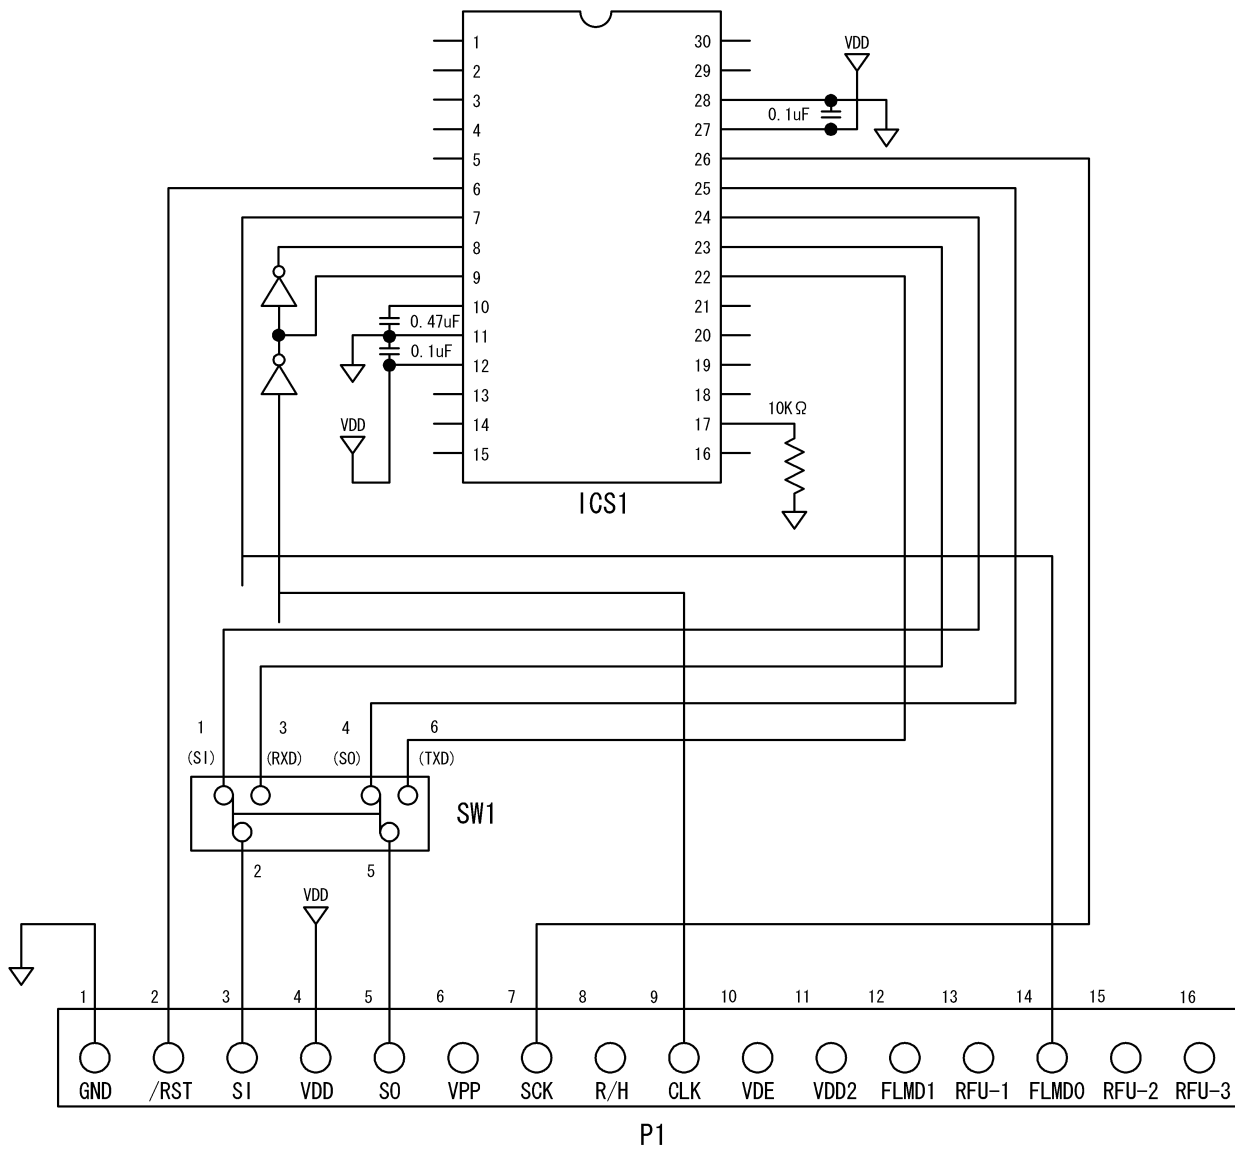 1 30
VDD
2 29
3 28
0.1uF
4 27
5 26
6 25
7 24
8 23
9 22
10 21
0.47uF
11 20
0.1uF
12 19
13 18
10KΩ
VDD
14 17
15 16
ICS1
1 3 4 6
(SI) (RXD) (SO) (TXD)
SW1
2 5
VDD
1 2 3 4 5 6 7 8 9 10 11 12 13 14 15 16
GND /RST SI VDD SO VPP SCK R/H CLK VDE VDD2 FLMD1 RFU-1 FLMD0 RFU-2 RFU-3
P1